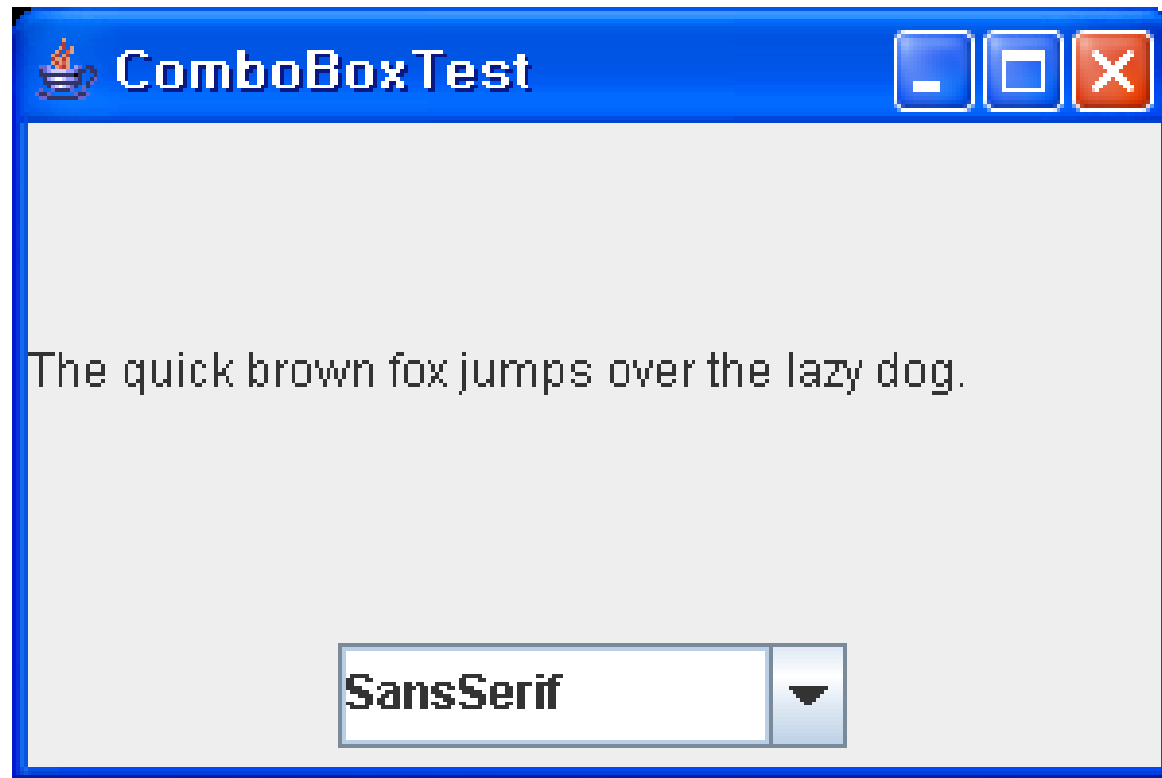 ComboBoxTest
The quick brown fox jumps over the lazy dog.
SansSerif